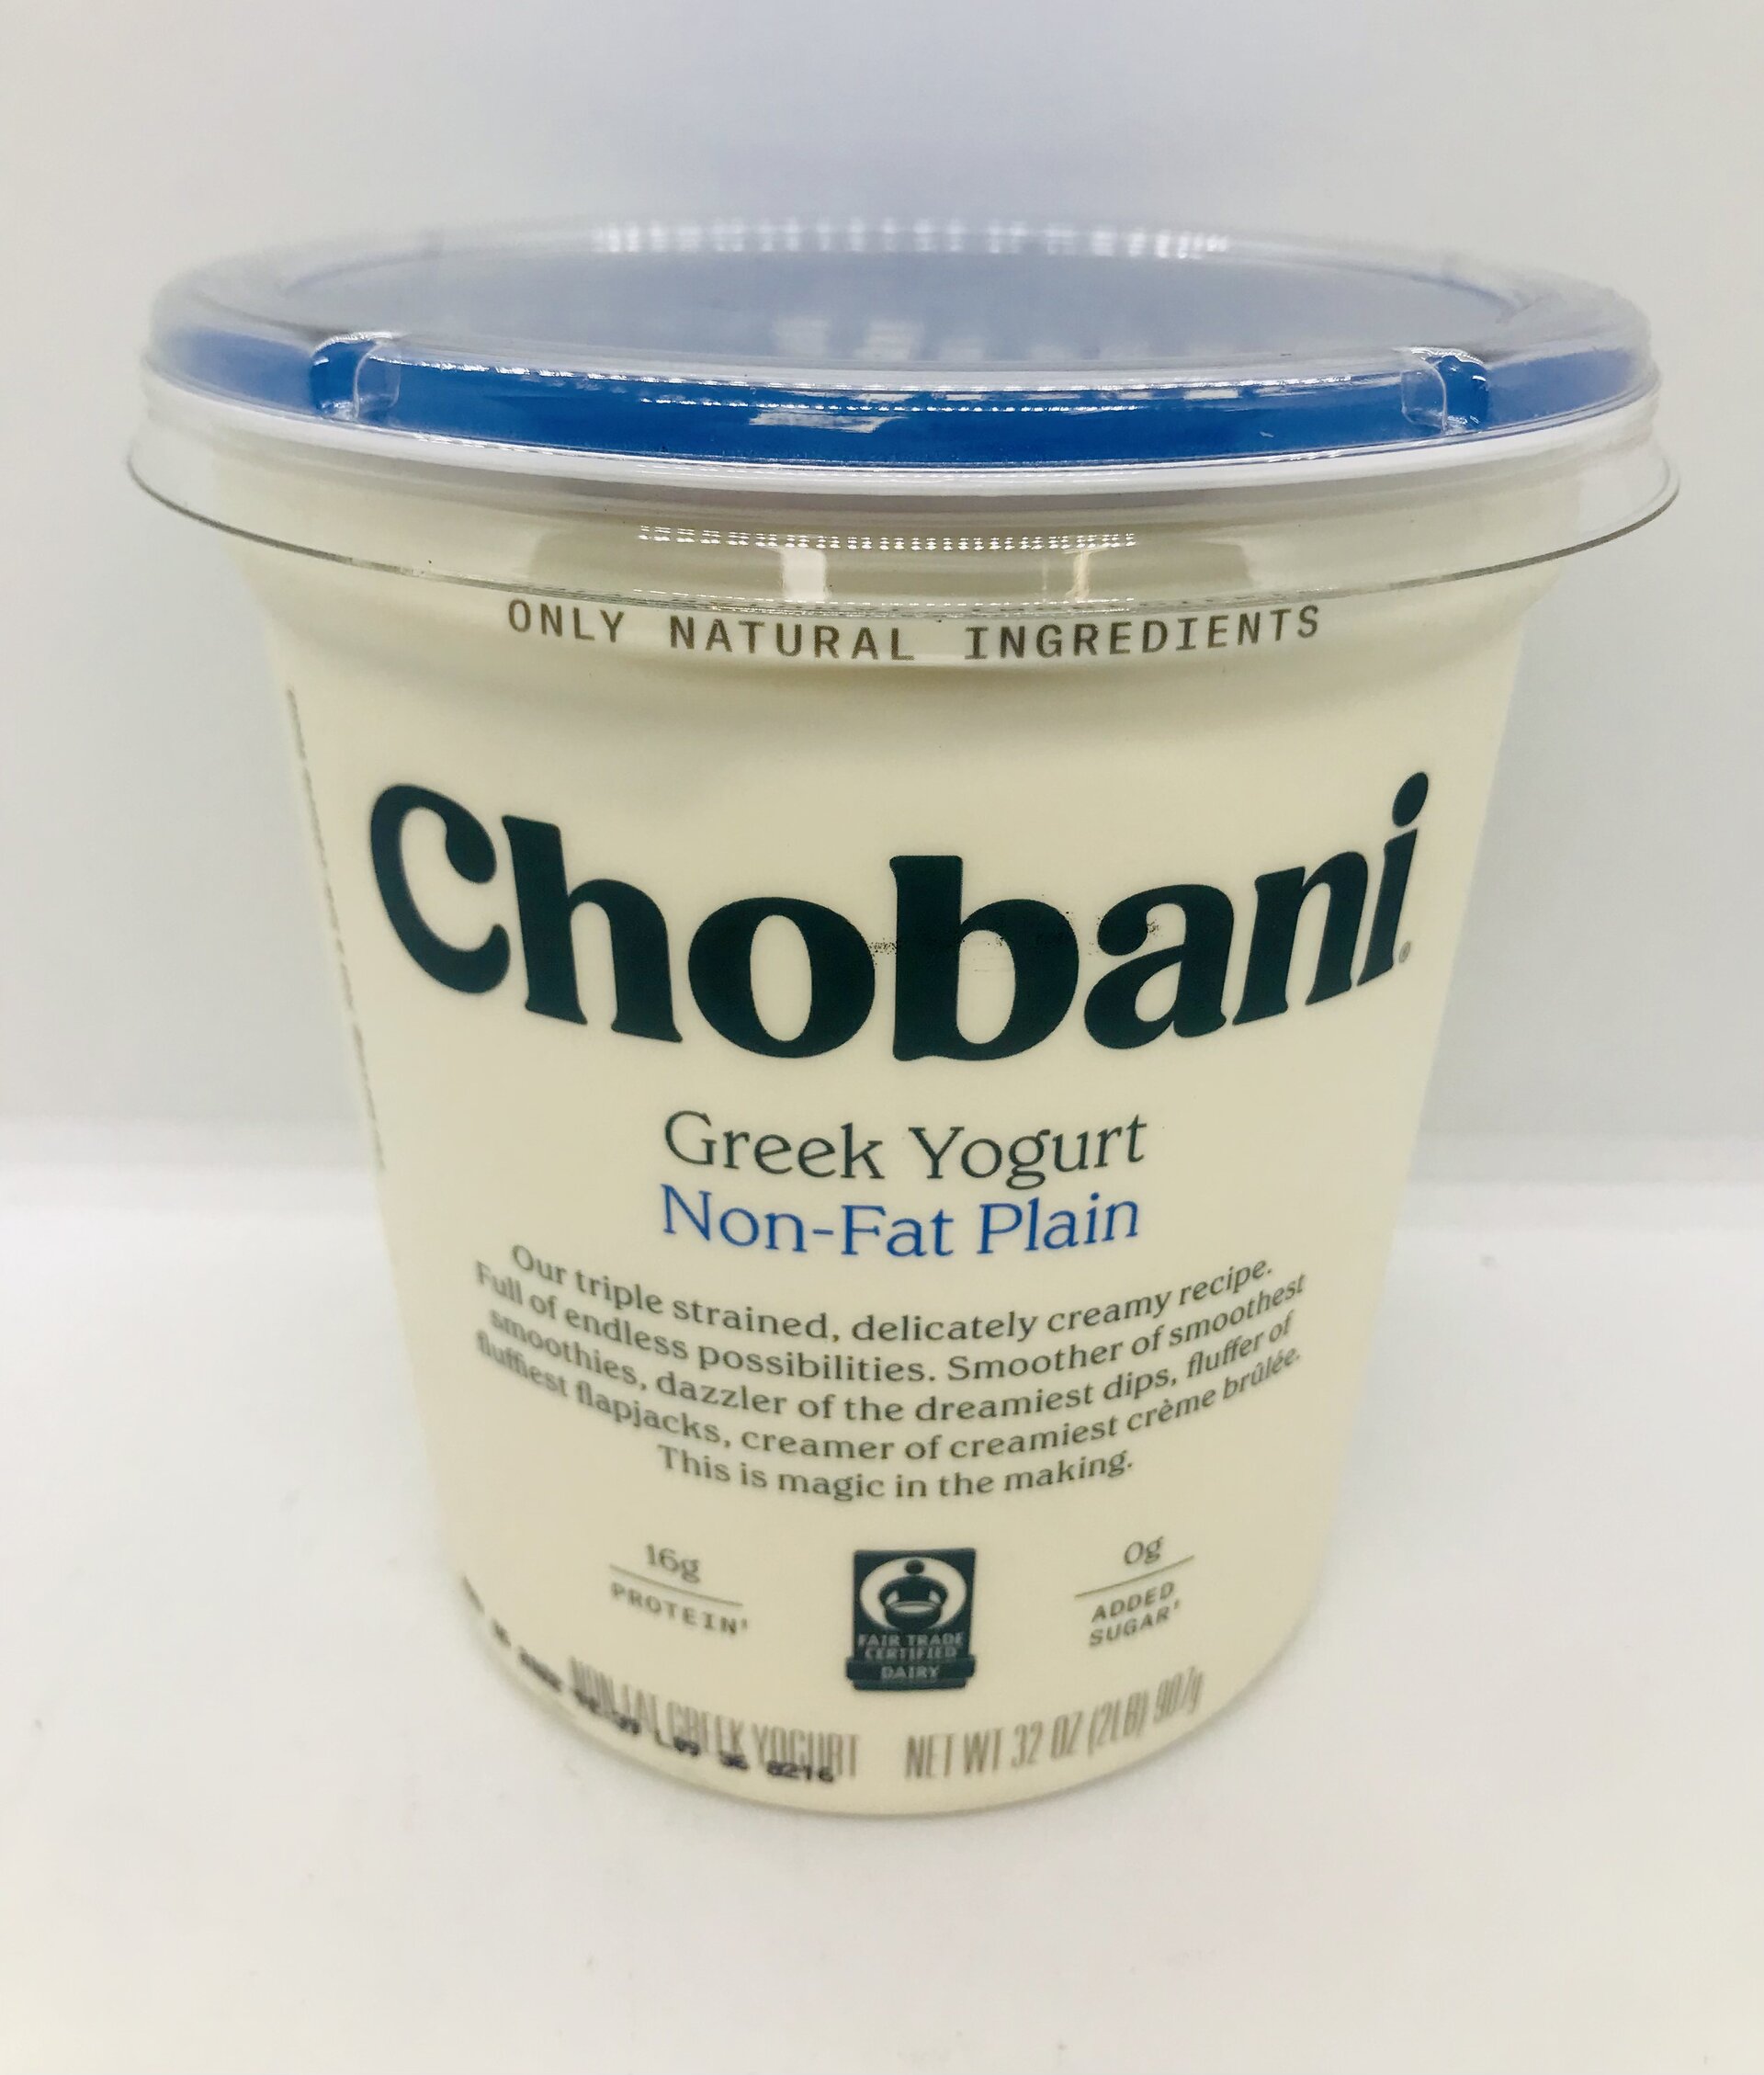 ONLY NATURAL INGREDIENTS
Chobani®
Greek Yogurt
Non-Fat Plain
Our triple strained, delicately creamy recipe.
Full of endless possibilities. Smoother of smoothest
smoothies, dazzler of the dreamiest dips, fluffer of
fluffiest flapjacks, creamer of creamiest crème brûlée.
This is magic in the making.
16g
PROTEIN¹
0g
ADDED
SUGAR¹
FAIR TRADE
CERTIFIED
DAIRY
NON-FAT GREEK YOGURT NET WT 32 OZ (2LB) 907g
8216